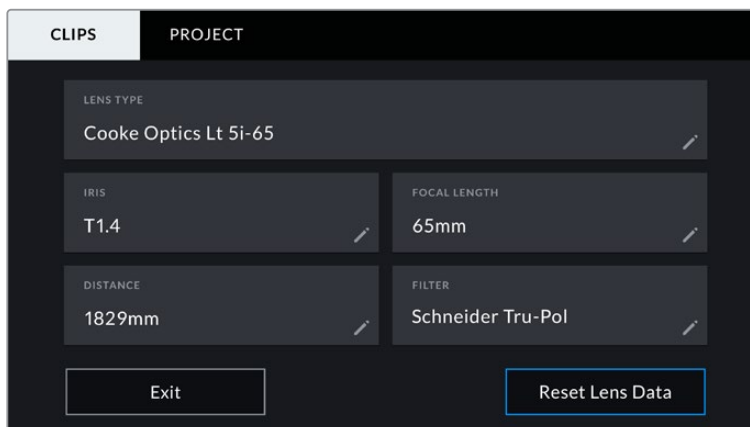 CLIPS PROJECT
LENS TYPE
Cooke Optics Lt 5i-65
IRIS
T1.4
FOCAL LENGTH
65mm
DISTANCE
1829mm
FILTER
Schneider Tru-Pol
Exit
Reset Lens Data